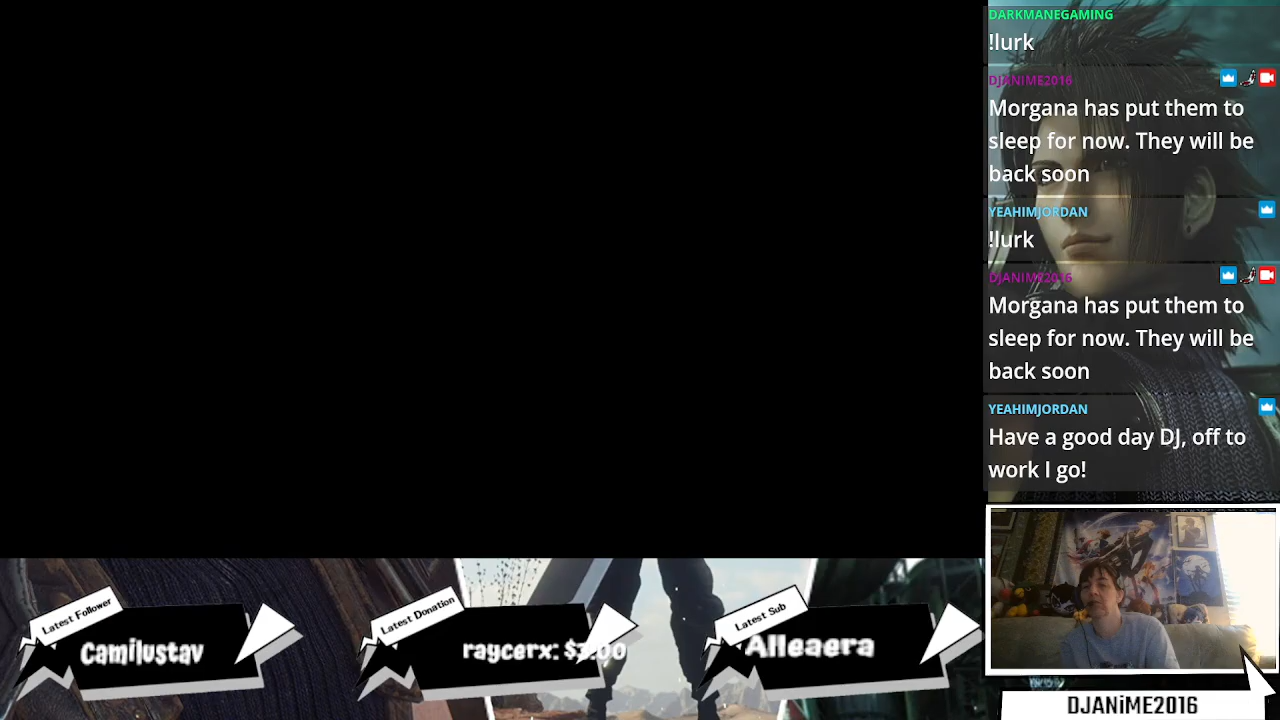 DARKMANEGAMING
!lurk
DJANIME2016
Morgana has put them to
sleep for now. They will be
back soon
YEAHIMJORDAN
!lurk
DJANIME2016
Morgana has put them to
sleep for now. They will be
back soon
YEAHIMJORDAN
Have a good day DJ, off to
work I go!
Latest Follower
Camilustav
Latest Donation
raycerx: $3.00
Latest Sub
Alleaera
DJANiME2016